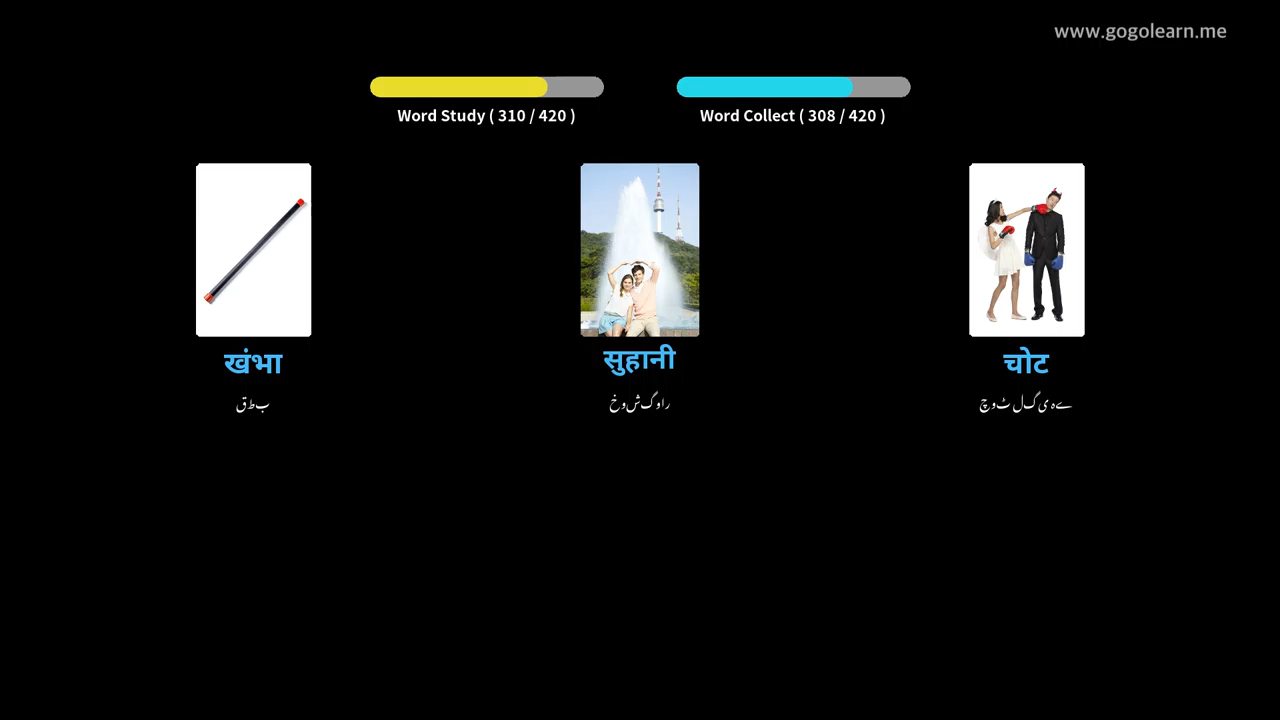 www.gogolearn.me
Word Study ( 310 / 420 )
Word Collect ( 308 / 420 )
खंभा
सुहानी
चोट
قطب
خوشگوار
چوٹ لگی ہے